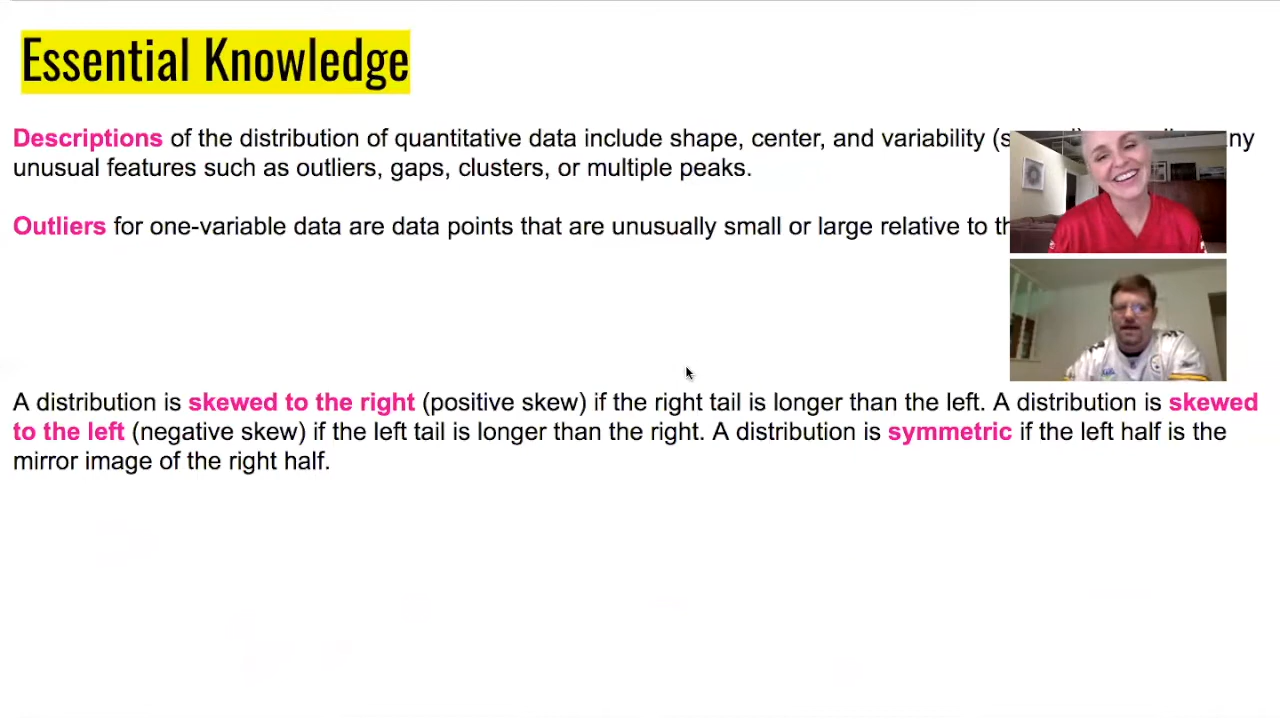 Essential Knowledge
Descriptions of the distribution of quantitative data include shape, center, and variability ny
unusual features such as outliers, gaps, clusters, or multiple peaks.
Outliers for one-variable data are data points that are unusually small or large relative to
A distribution is skewed to the right (positive skew) if the right tail is longer than the left. A distribution is skewed
to the left (negative skew) if the left tail is longer than the right. A distribution is symmetric if the left half is the
mirror image of the right half.